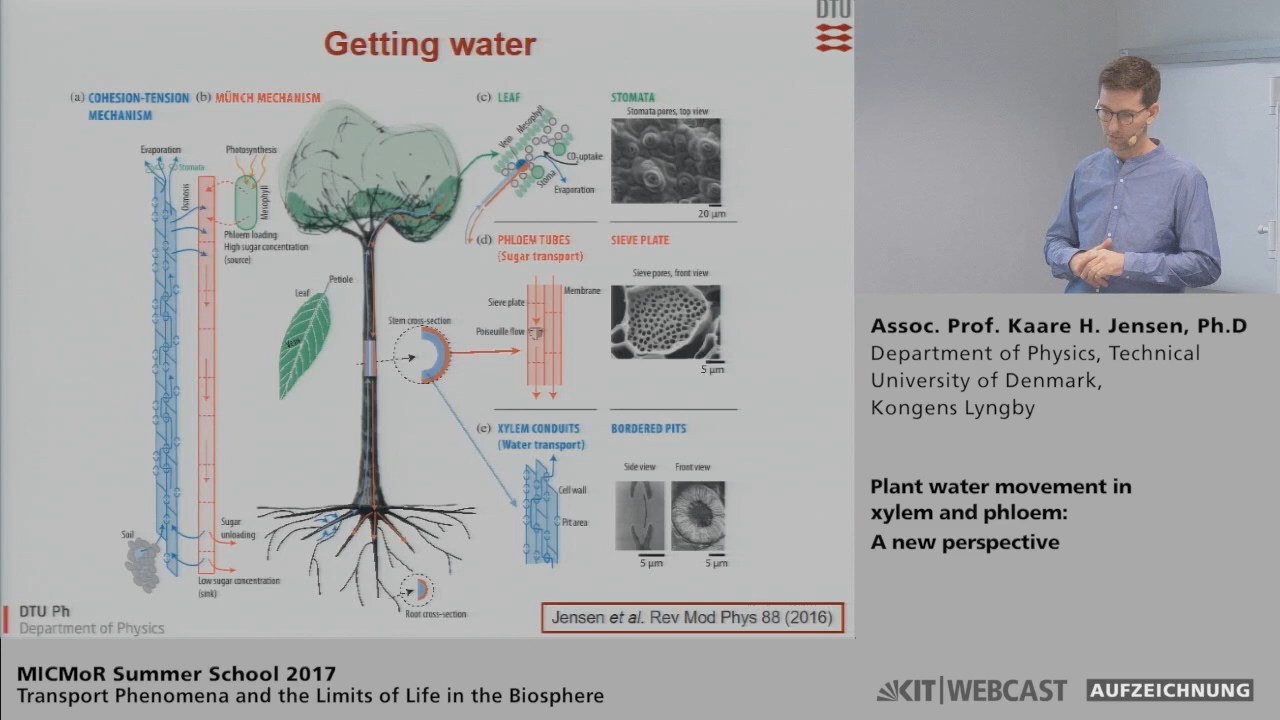 Getting water
DTU
(a) COHESION-TENSION
MECHANISM
(b) MÜNCH MECHANISM
Evaporation
Stomata
Osmosis
Photosynthesis
Mesophyll
Phloem loading
High sugar concentration
(source)
Leaf
Petiole
Vein
Soil
Sugar
unloading
Low sugar concentration
(sink)
Stem cross-section
Root cross-section
(c) LEAF
Vein
Mesophyll
CO₂ uptake
Stoma
Evaporation
STOMATA
Stomata pores, top view
20 µm
(d) PHLOEM TUBES
(Sugar transport)
Sieve plate
Membrane
Poiseuille flow
SIEVE PLATE
Sieve pores, front view
5 µm
(e) XYLEM CONDUITS
(Water transport)
Cell wall
Pit area
BORDERED PITS
Side view
Front view
5 µm
5 µm
DTU Ph
Department of Physics
Jensen et al. Rev Mod Phys 88 (2016)
Assoc. Prof. Kaare H. Jensen, Ph.D
Department of Physics, Technical
University of Denmark,
Kongens Lyngby
Plant water movement in
xylem and phloem:
A new perspective
MICMoR Summer School 2017
Transport Phenomena and the Limits of Life in the Biosphere
KIT|WEBCAST
AUFZEICHNUNG